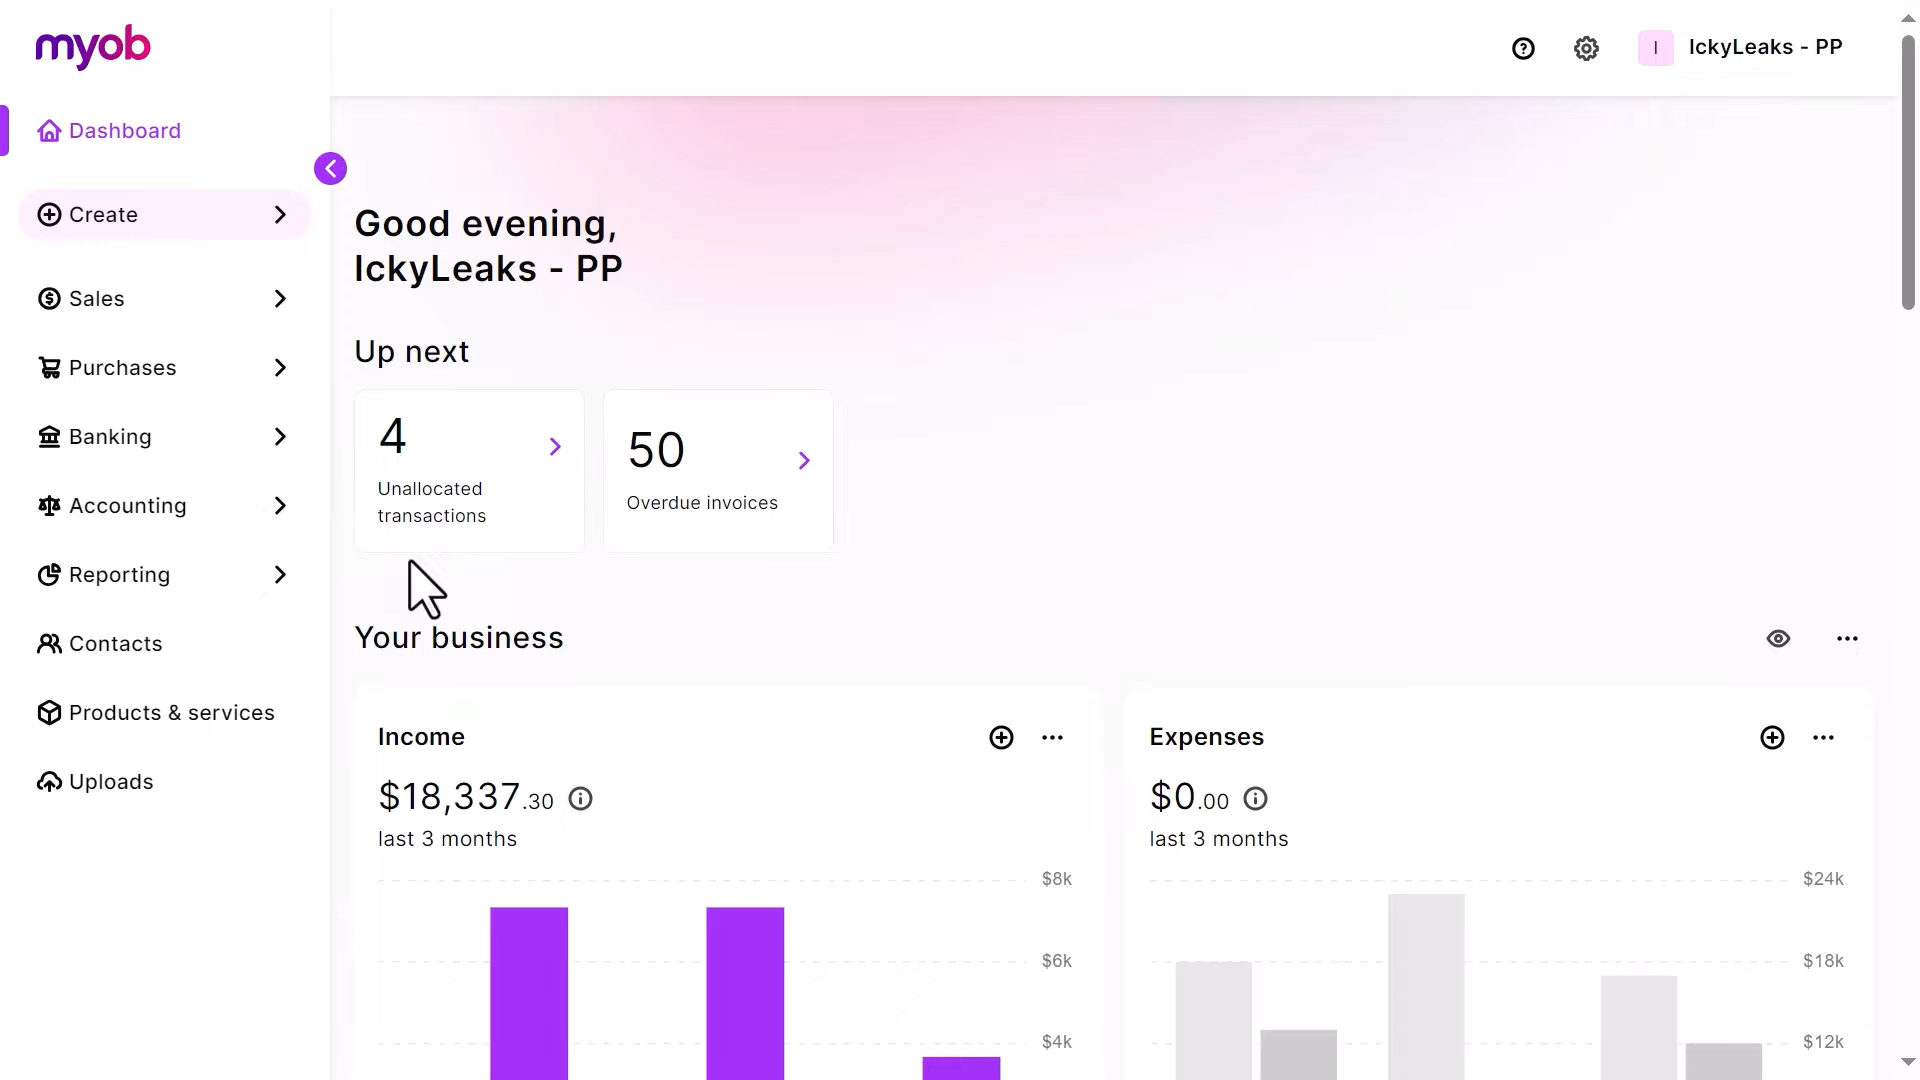 myob
IckyLeaks - PP
I
Dashboard
Create
Sales
Purchases
Banking
Accounting
Reporting
Contacts
Products & services
Uploads
Good evening,
IckyLeaks - PP
Up next
4
Unallocated
transactions
50
Overdue invoices
Your business
Income
$18,337.30
last 3 months
$8k
$6k
$4k
Expenses
$0.00
last 3 months
$24k
$18k
$12k